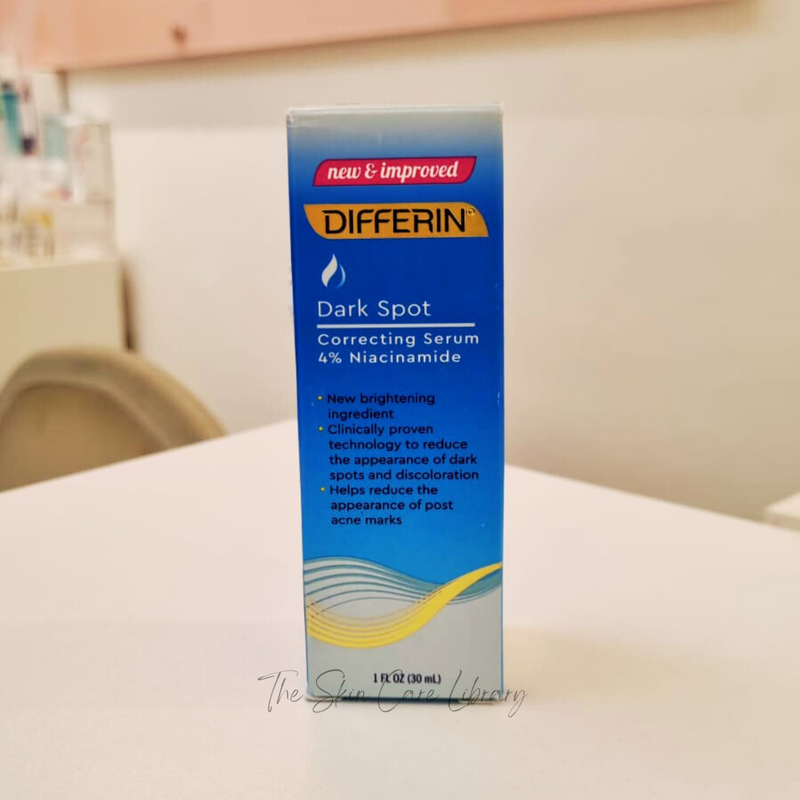 new & improved
DIFFERIN™
Dark Spot
Correcting Serum
4% Niacinamide
• New brightening
ingredient
• Clinically proven
technology to reduce
the appearance of dark
spots and discoloration
• Helps reduce the
appearance of post
acne marks
1 FL OZ (30 mL)
The Skin Care Library